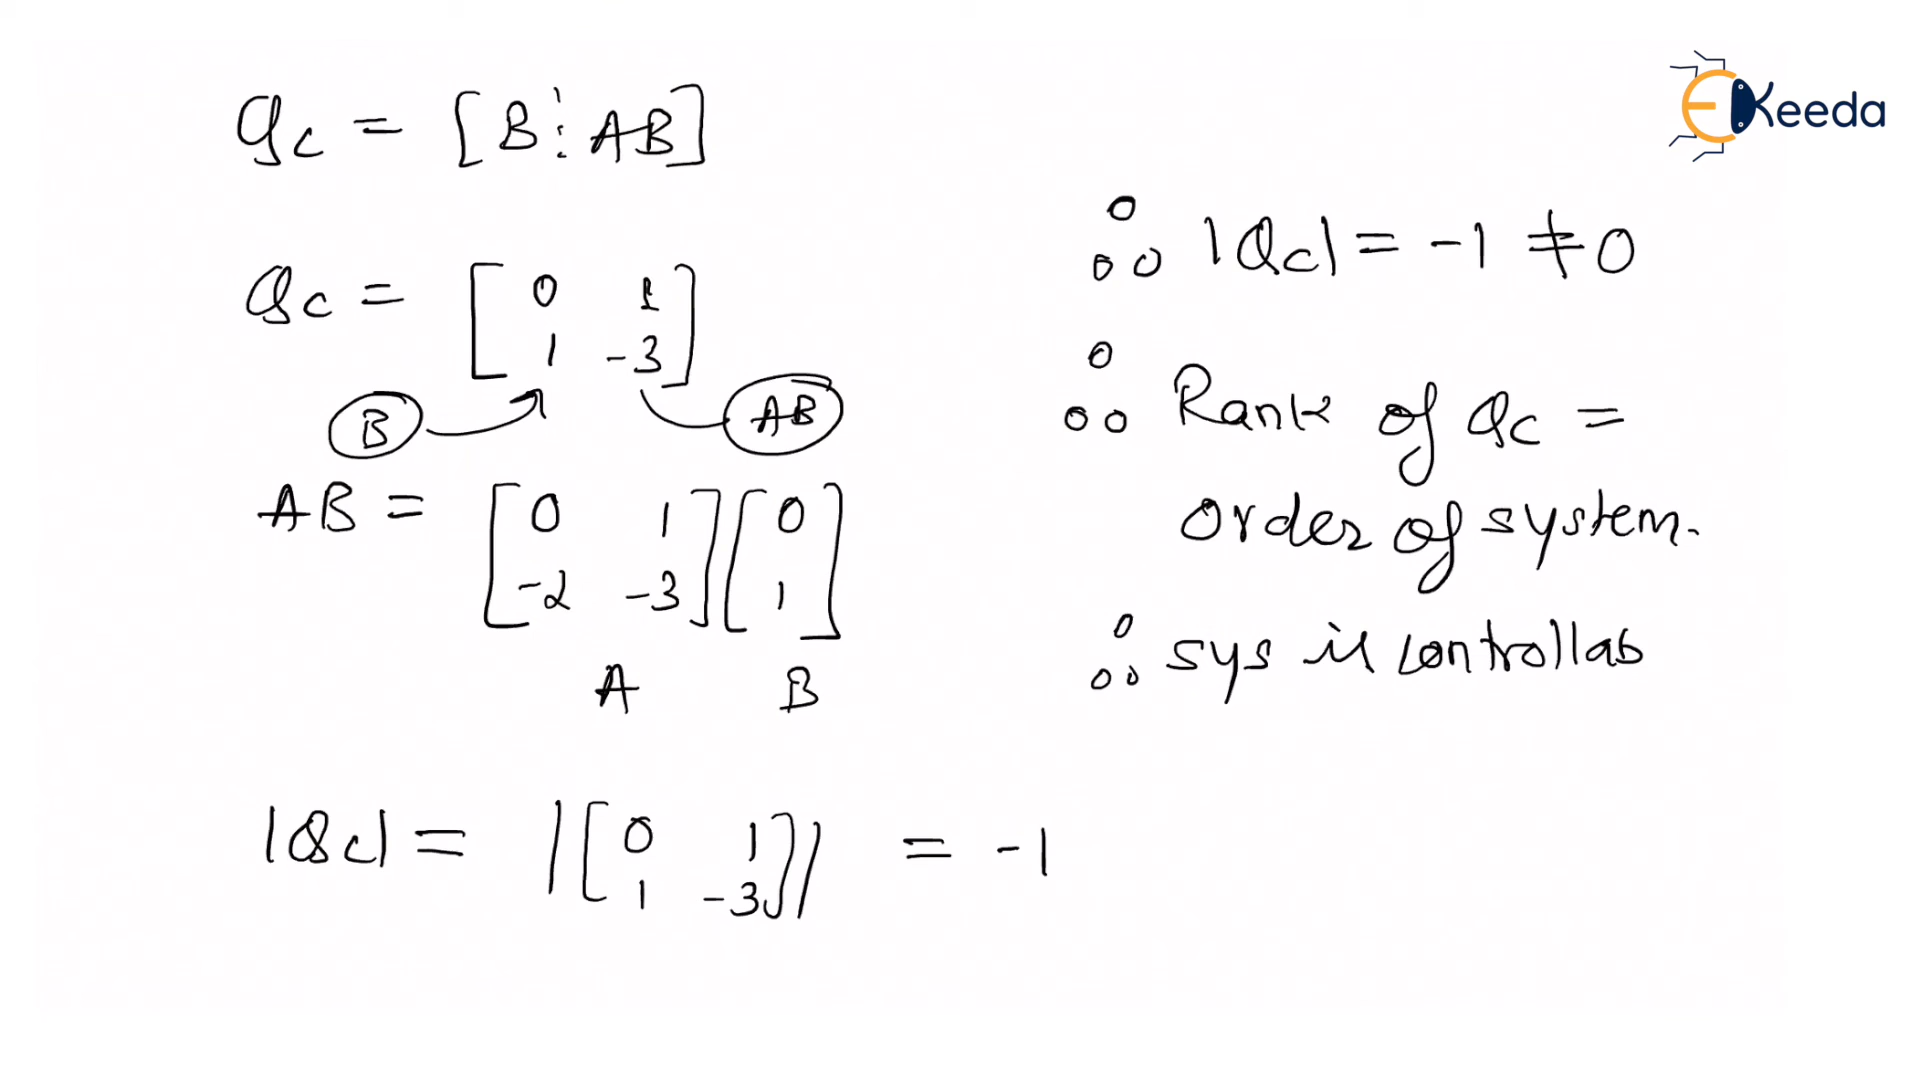 EKeeda
Qc = [B ⋮ AB]
Qc = [0 1
1 -3]
B AB
AB = [0 1
-2 -3] [0
1]
A B
|Qc| = |[0 1
1 -3]| = -1
∴ |Qc| = -1 ≠ 0
∴ Rank of Qc =
order of system.
∴ sys is controllab